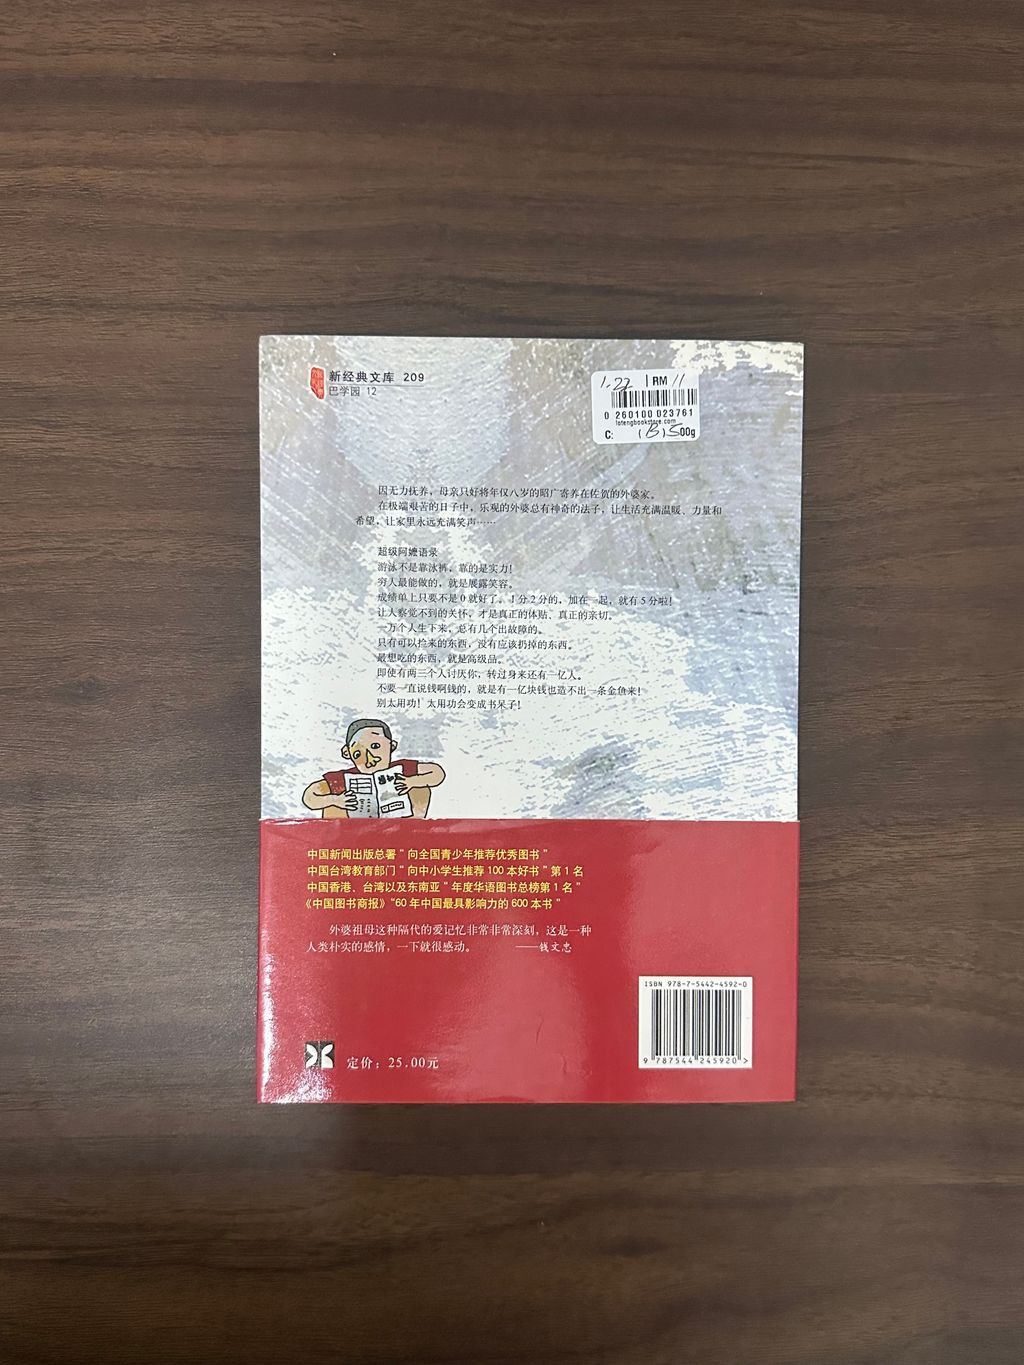 新经典文库 209
巴学园 12
1.22 RM 11
0 260100 023761
lotengbookstore.com
C: 00g
因无力抚养，母亲只好将年仅八岁的昭广寄养在佐贺的外婆家。
在极端艰苦的日子中，乐观的外婆总有神奇的法子，让生活充满温暖、力量和
希望，让家里永远充满笑声……
超级阿嬷语录
游泳不是靠泳裤，靠的是实力！
穷人最能做的，就是展露笑容。
成绩单上只要不是0就好了。1分2分的，加在一起，就有5分啦！
让人察觉不到的关怀，才是真正的体贴、真正的亲切。
一万个人生下来，总有几个出故障的。
只有可以捡来的东西，没有应该扔掉的东西。
最想吃的东西，就是高级品。
即使有两三个人讨厌你，转过身来还有一亿人。
不要一直说钱啊钱的，就是有一亿块钱也造不出一条金鱼来！
别太用功！太用功会变成书呆子！
中国新闻出版总署“向全国青少年推荐优秀图书”
中国台湾教育部门“向中小学生推荐100本好书”第1名
中国香港、台湾以及东南亚“年度华语图书总榜第1名”
《中国图书商报》“60年中国最具影响力的600本书”
外婆祖母这种隔代的爱记忆非常非常深刻，这是一种
人类朴实的感情，一下就很感动。 ——钱文忠
ISBN 978-7-5442-4592-0
9 787544 245920 >
定价：25.00元